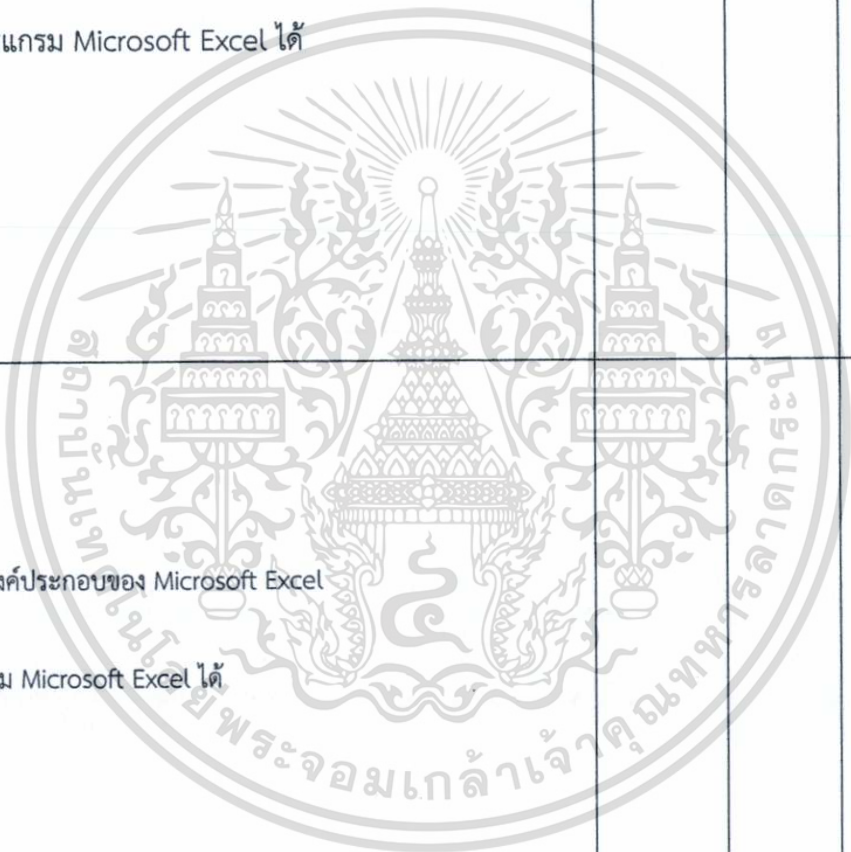 แกรม Microsoft Excel ได้
งค์ประกอบของ Microsoft Excel
ม Microsoft Excel ได้
สถาบันเทคโนโลยีพระจอมเกล้าเจ้าคุณทหารลาดกระบัง